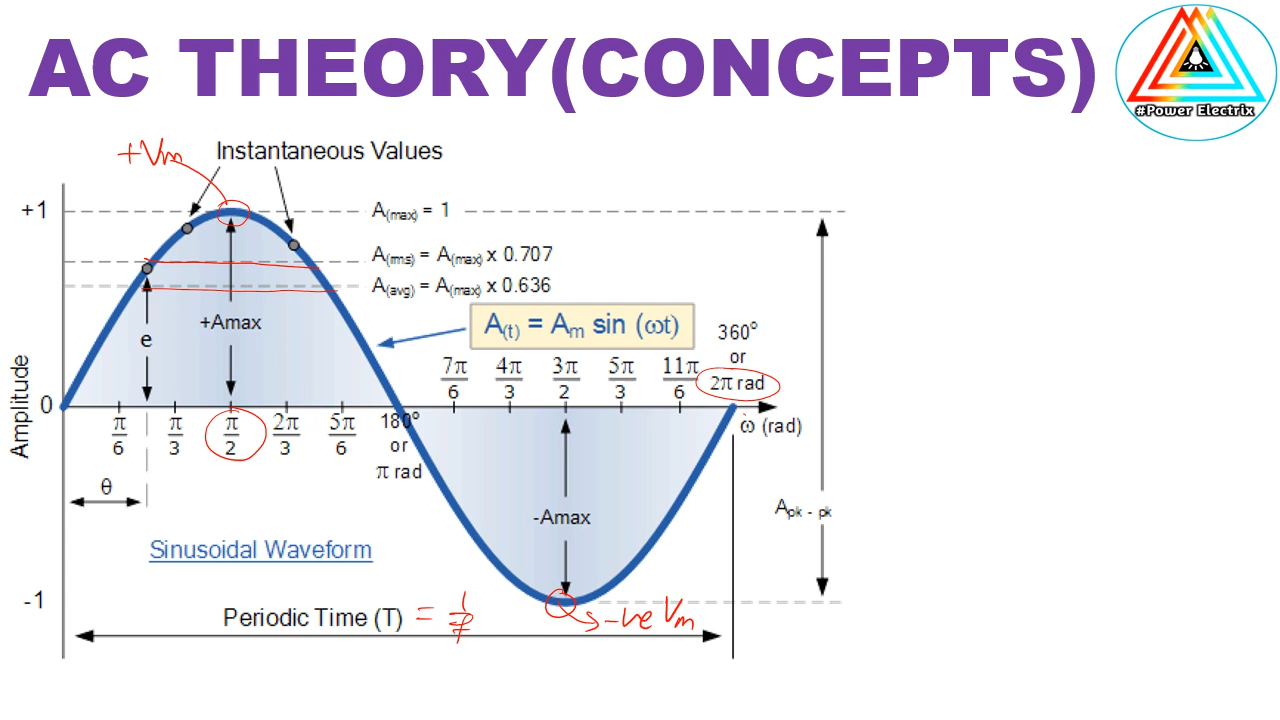 AC THEORY(CONCEPTS)
#Power Electrix
+Vm
Instantaneous Values
+1
A(max) = 1
A(rms) = A(max) x 0.707
A(avg) = A(max) x 0.636
+Amax
A(t) = Am sin (ωt)
360°
or
2π rad
e
7π/6 4π/3 3π/2 5π/3 11π/6
Amplitude
0
π/6 π/3 π/2 2π/3 5π/6
180°
or
π rad
ω (rad)
θ
-Amax
Apk - pk
Sinusoidal Waveform
-1
Periodic Time (T) = 1/f
-ve Vm